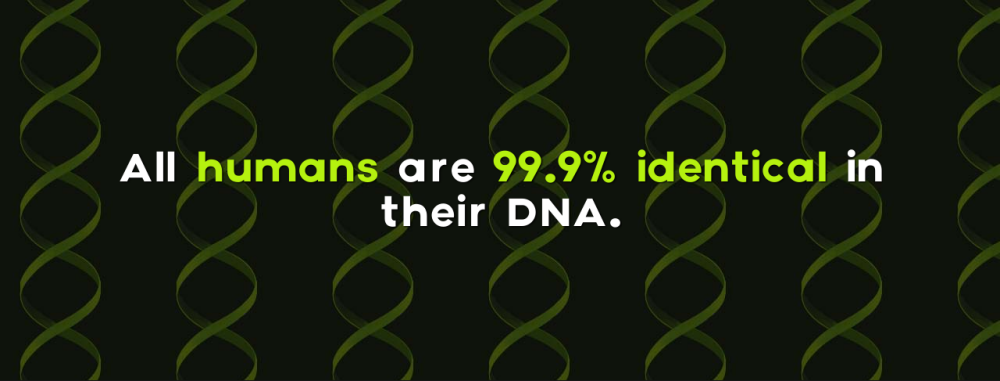 All humans are 99.9% identical in
their DNA.